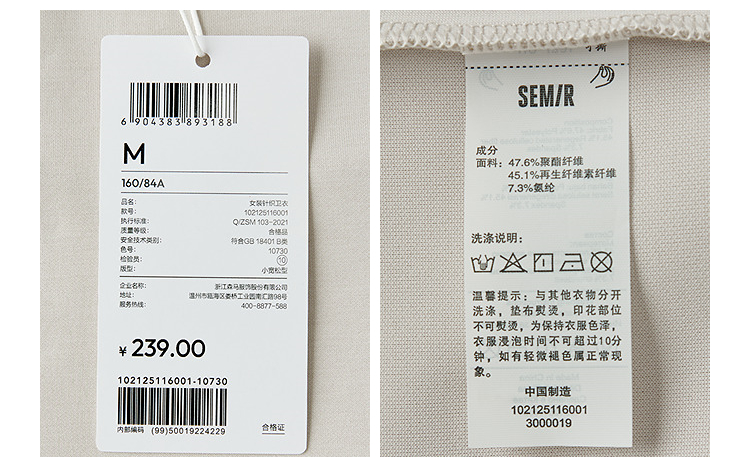 6 904383 893188
M
160/84A
品名: 女装针织卫衣
款号: 102125116001
执行标准: Q/ZSM 103-2021
质量等级: 合格品
安全技术类别: 符合GB 18401 B类
色号: 10730
检验员: 10
版型: 小宽松型
企业名称: 浙江森马服饰股份有限公司
地址: 温州市瓯海区娄桥工业园南汇路98号
服务热线: 400-8877-588
¥ 239.00
102125116001-10730
内部编码 (99)50019224229
合格证
可撕
SEMIR
成分
面料: 47.6%聚酯纤维
45.1%再生纤维素纤维
7.3%氨纶
洗涤说明:
温馨提示: 与其他衣物分开
洗涤, 垫布熨烫, 印花部位
不可熨烫, 为保持衣服色泽,
衣服浸泡时间不可超过10分
钟, 如有轻微褪色属正常现
象。
中国制造
102125116001
3000019